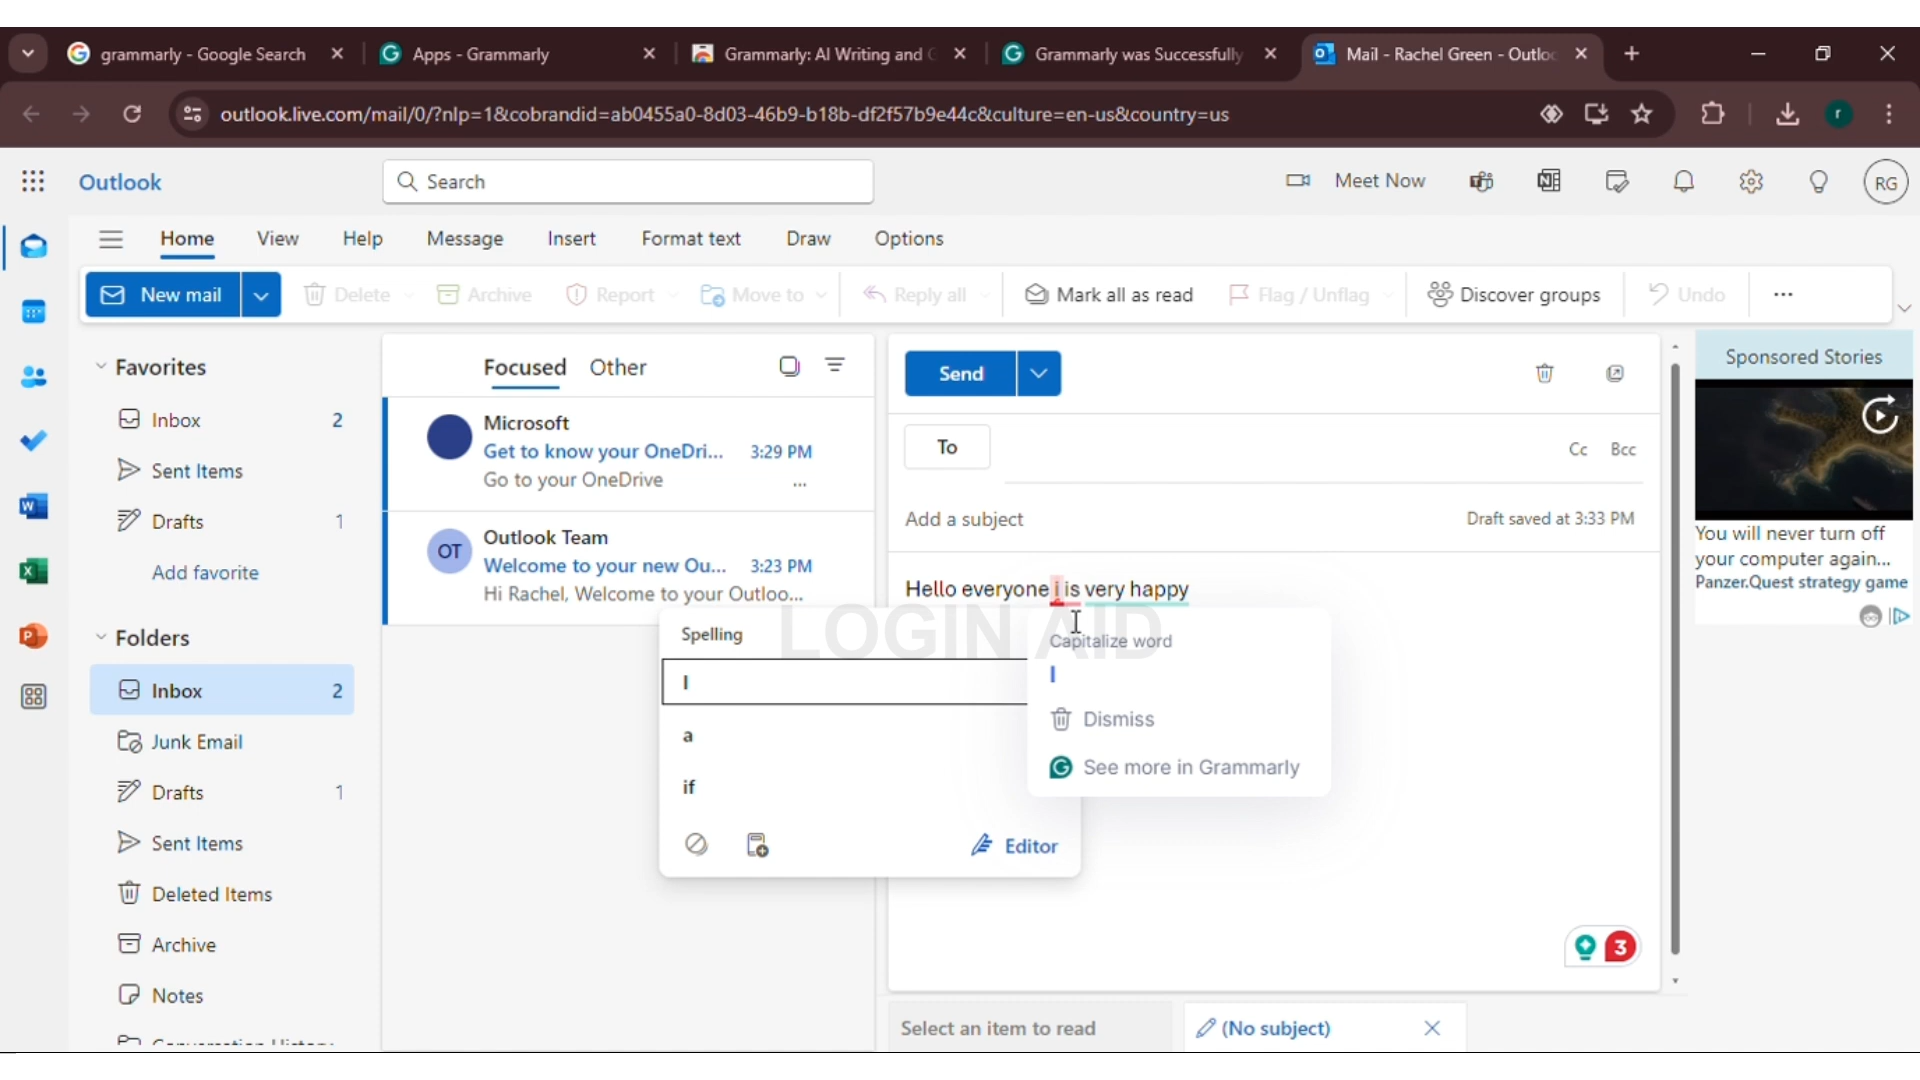 grammarly - Google Search
Apps - Grammarly
Grammarly: AI Writing and
Grammarly was Successfully
Mail - Rachel Green - Outlo
outlook.live.com/mail/0/?nlp=1&cobrandid=ab0455a0-8d03-46b9-b18b-df2f57b9e44c&culture=en-us&country=us
r
Outlook
Search
Meet Now
RG
Home View Help Message Insert Format text Draw Options
New mail Delete Archive Report Move to Reply all Mark all as read Flag / Unflag Discover groups Undo ...
Favorites
Inbox 2
Sent Items
Drafts 1
Add favorite
Folders
Inbox 2
Junk Email
Drafts 1
Sent Items
Deleted Items
Archive
Notes
Conversation History
Focused Other
Microsoft
Get to know your OneDri... 3:29 PM
Go to your OneDrive ...
OT
Outlook Team
Welcome to your new Ou... 3:23 PM
Hi Rachel, Welcome to your Outloo...
Send
To
Cc Bcc
Add a subject
Draft saved at 3:33 PM
Hello everyone i is very happy
LOGIN AID
Spelling
I
a
if
Editor
Capitalize word
I
Dismiss
See more in Grammarly
3
Select an item to read
(No subject)
Sponsored Stories
You will never turn off
your computer again...
Panzer.Quest strategy game